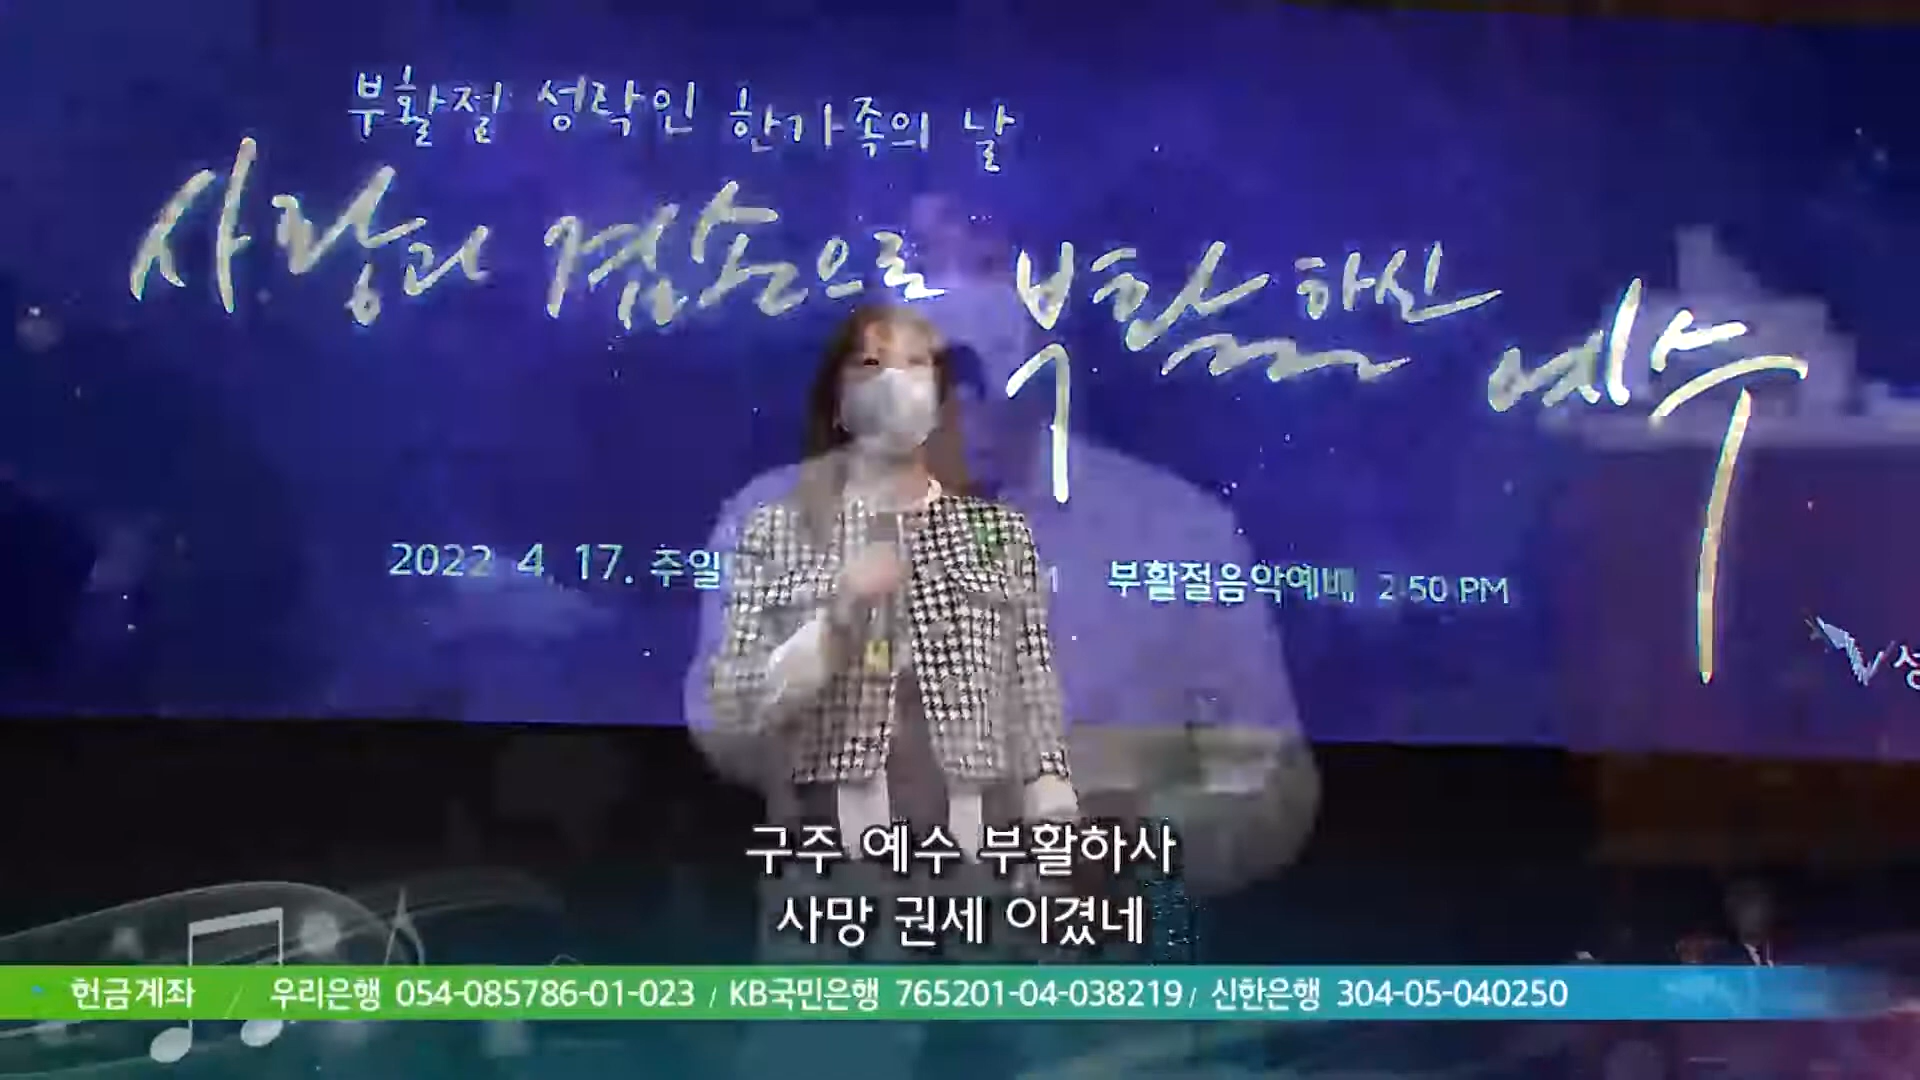 부활절 성락인 한가족의 날
사랑과 겸손으로 부활하신 예수
2022 4 17. 주일
부활절음악예배 2:50 PM
구주 예수 부활하사
사망 권세 이겼네
헌금계좌 / 우리은행 054-085786-01-023 / KB국민은행 765201-04-038219 / 신한은행 304-05-040250